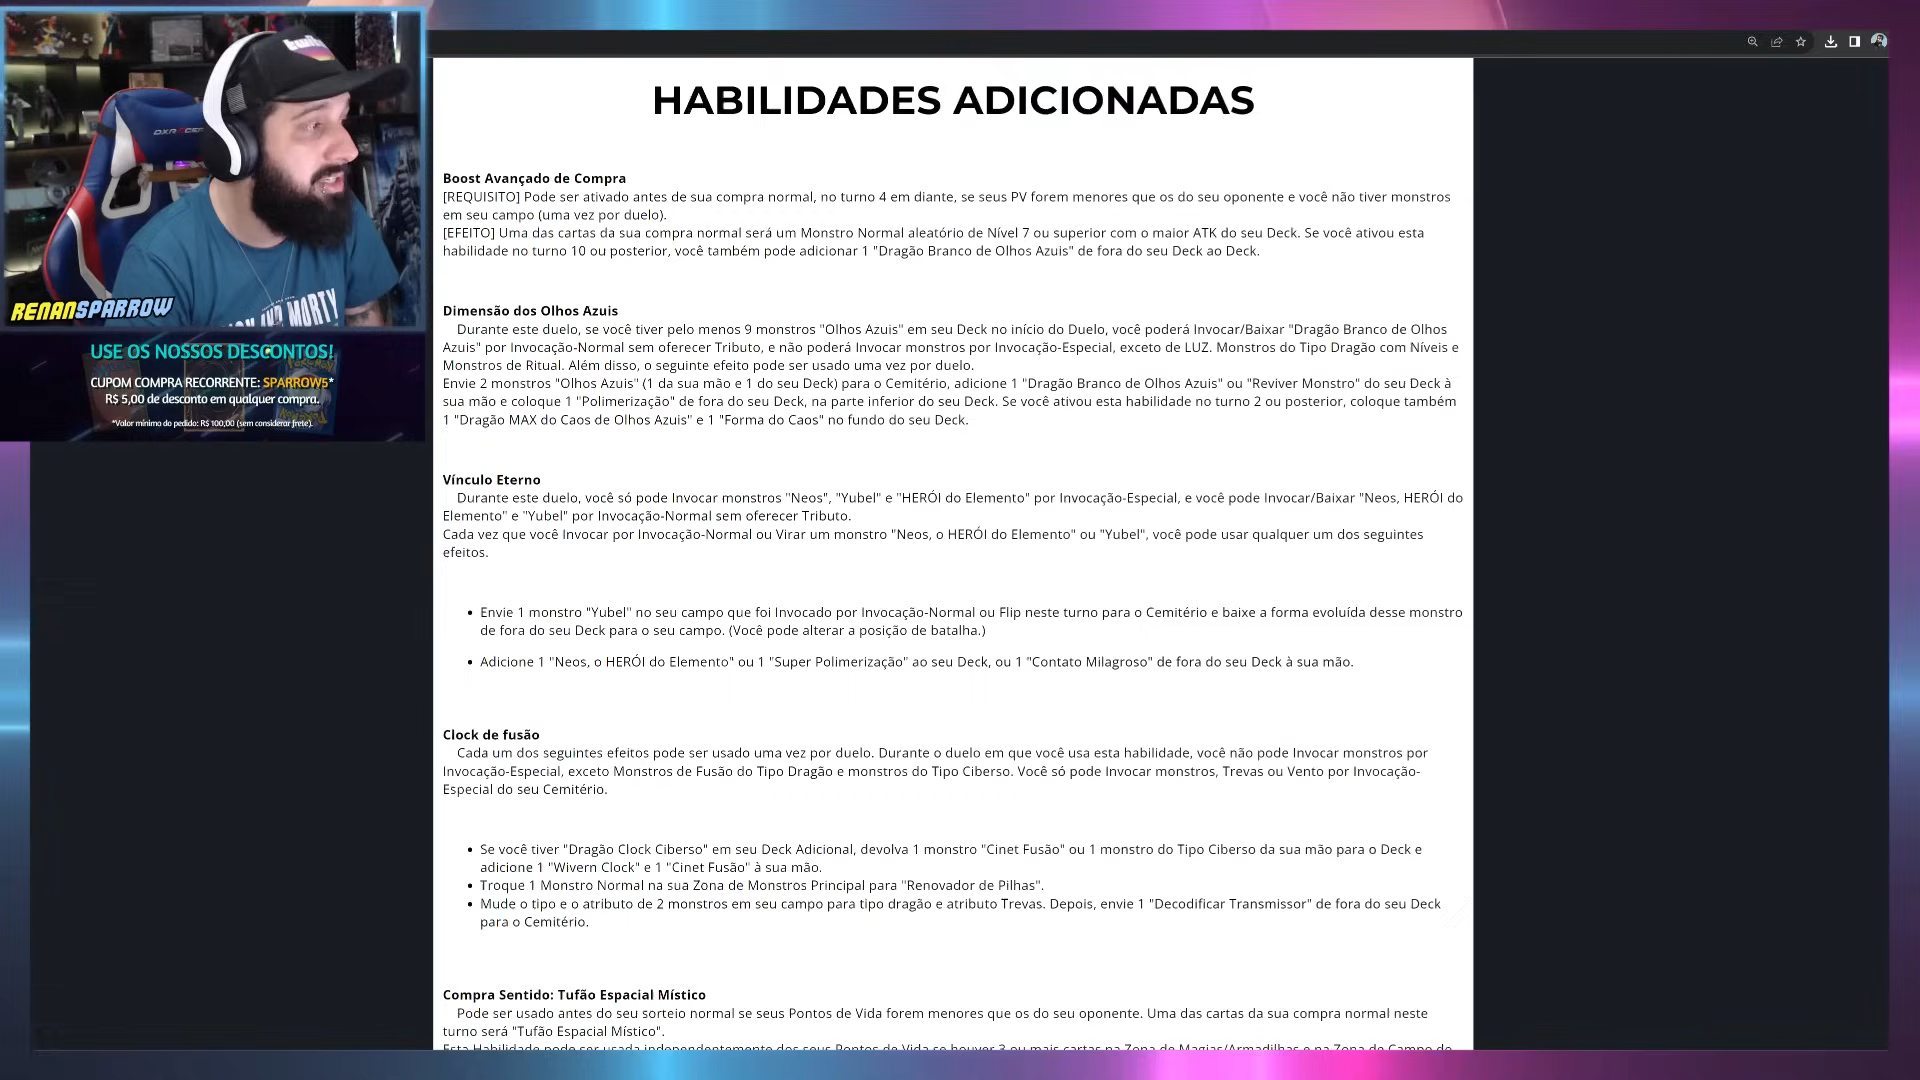 HABILIDADES ADICIONADAS
Boost Avançado de Compra
[REQUISITO] Pode ser ativado antes de sua compra normal, no turno 4 em diante, se seus PV forem menores que os do seu oponente e você não tiver monstros
em seu campo (uma vez por duelo).
[EFEITO] Uma das cartas da sua compra normal será um Monstro Normal aleatório de Nível 7 ou superior com o maior ATK do seu Deck. Se você ativou esta
habilidade no turno 10 ou posterior, você também pode adicionar 1 "Dragão Branco de Olhos Azuis" de fora do seu Deck ao Deck.
Dimensão dos Olhos Azuis
Durante este duelo, se você tiver pelo menos 9 monstros "Olhos Azuis" em seu Deck no início do Duelo, você poderá Invocar/Baixar "Dragão Branco de Olhos
Azuis" por Invocação-Normal sem oferecer Tributo, e não poderá Invocar monstros por Invocação-Especial, exceto de LUZ. Monstros do Tipo Dragão com Níveis e
Monstros de Ritual. Além disso, o seguinte efeito pode ser usado uma vez por duelo.
Envie 2 monstros "Olhos Azuis" (1 da sua mão e 1 do seu Deck) para o Cemitério, adicione 1 "Dragão Branco de Olhos Azuis" ou "Reviver Monstro" do seu Deck à
sua mão e coloque 1 "Polimerização" de fora do seu Deck, na parte inferior do seu Deck. Se você ativou esta habilidade no turno 2 ou posterior, coloque também
1 "Dragão MAX do Caos de Olhos Azuis" e 1 "Forma do Caos" no fundo do seu Deck.
Vínculo Eterno
Durante este duelo, você só pode Invocar monstros "Neos", "Yubel" e "HERÓI do Elemento" por Invocação-Especial, e você pode Invocar/Baixar "Neos, HERÓI do
Elemento" e "Yubel" por Invocação-Normal sem oferecer Tributo.
Cada vez que você Invocar por Invocação-Normal ou Virar um monstro "Neos, o HERÓI do Elemento" ou "Yubel", você pode usar qualquer um dos seguintes
efeitos.
• Envie 1 monstro "Yubel" no seu campo que foi Invocado por Invocação-Normal ou Flip neste turno para o Cemitério e baixe a forma evoluída desse monstro
de fora do seu Deck para o seu campo. (Você pode alterar a posição de batalha.)
• Adicione 1 "Neos, o HERÓI do Elemento" ou 1 "Super Polimerização" ao seu Deck, ou 1 "Contato Milagroso" de fora do seu Deck à sua mão.
Clock de fusão
Cada um dos seguintes efeitos pode ser usado uma vez por duelo. Durante o duelo em que você usa esta habilidade, você não pode Invocar monstros por
Invocação-Especial, exceto Monstros de Fusão do Tipo Dragão e monstros do Tipo Ciberso. Você só pode Invocar monstros, Trevas ou Vento por Invocação-
Especial do seu Cemitério.
• Se você tiver "Dragão Clock Ciberso" em seu Deck Adicional, devolva 1 monstro "Cinet Fusão" ou 1 monstro do Tipo Ciberso da sua mão para o Deck e
adicione 1 "Wivern Clock" e 1 "Cinet Fusão" à sua mão.
• Troque 1 Monstro Normal na sua Zona de Monstros Principal para "Renovador de Pilhas".
• Mude o tipo e o atributo de 2 monstros em seu campo para tipo dragão e atributo Trevas. Depois, envie 1 "Decodificar Transmissor" de fora do seu Deck
para o Cemitério.
Compra Sentido: Tufão Espacial Místico
Pode ser usado antes do seu sorteio normal se seus Pontos de Vida forem menores que os do seu oponente. Uma das cartas da sua compra normal neste
turno será "Tufão Espacial Místico".
Esta Habilidade pode ser usada independentemente dos seus Pontos de Vida se houver 3 ou mais cartas na Zona de Magias/Armadilhas e na Zona de Campo do
DXRACER
RENANSPARROW
USE OS NOSSOS DESCONTOS!
CUPOM COMPRA RECORRENTE: SPARROW5*
R$ 5,00 de desconto em qualquer compra.
*Valor mínimo do pedido: R$ 100,00 (sem considerar frete).